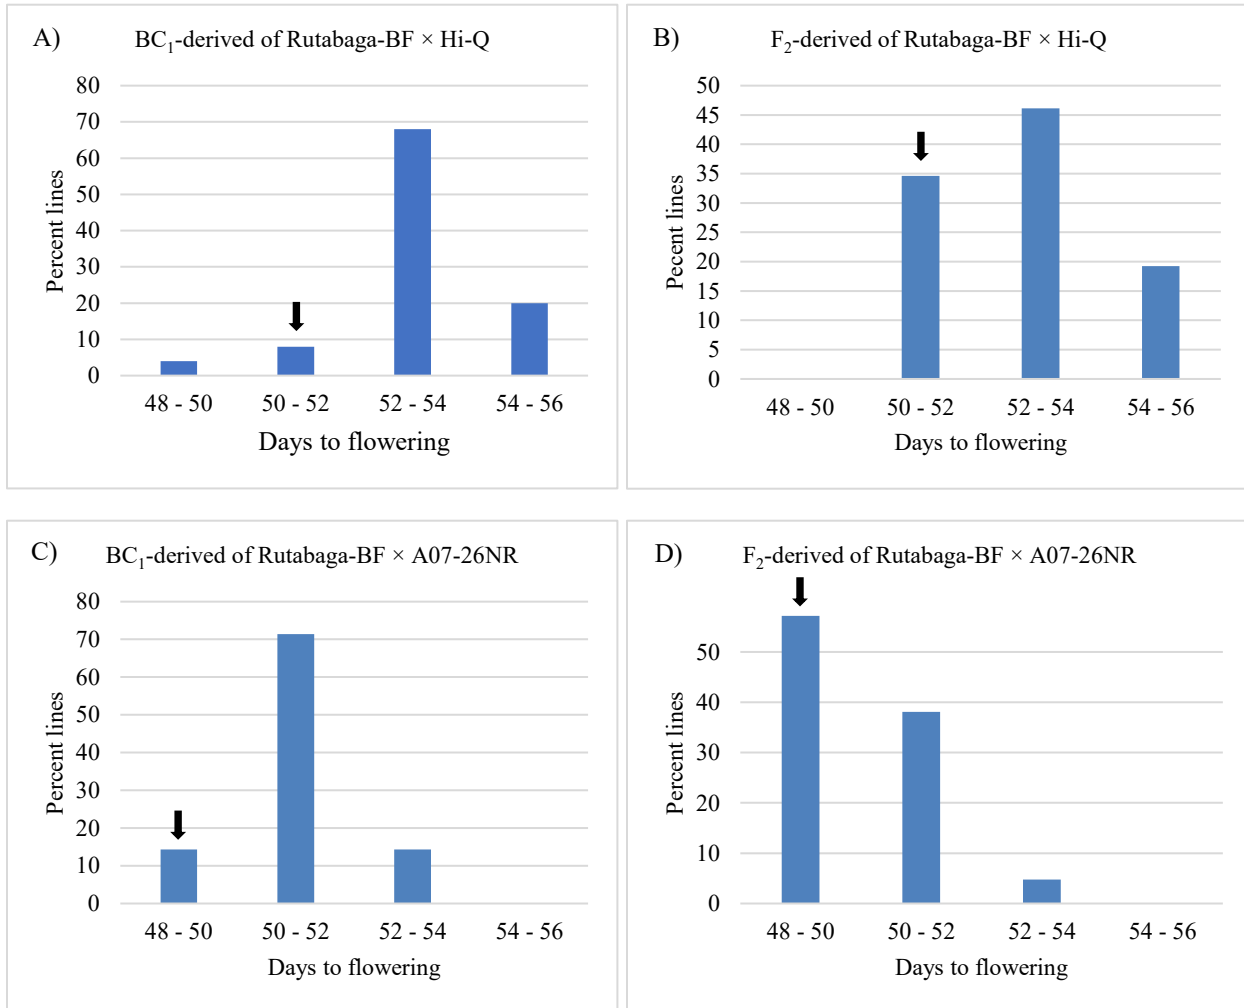 A) BC₁-derived of Rutabaga-BF × Hi-Q
80
70
60
50
40
30
20
10
0
Percent lines
48 - 50 50 - 52 52 - 54 54 - 56
Days to flowering
B) F₂-derived of Rutabaga-BF × Hi-Q
50
45
40
35
30
25
20
15
10
5
0
Pecent lines
48 - 50 50 - 52 52 - 54 54 - 56
Days to flowering
C) BC₁-derived of Rutabaga-BF × A07-26NR
80
70
60
50
40
30
20
10
0
Percent lines
48 - 50 50 - 52 52 - 54 54 - 56
Days to flowering
D) F₂-derived of Rutabaga-BF × A07-26NR
50
40
30
20
10
0
Percent lines
48 - 50 50 - 52 52 - 54 54 - 56
Days to flowering